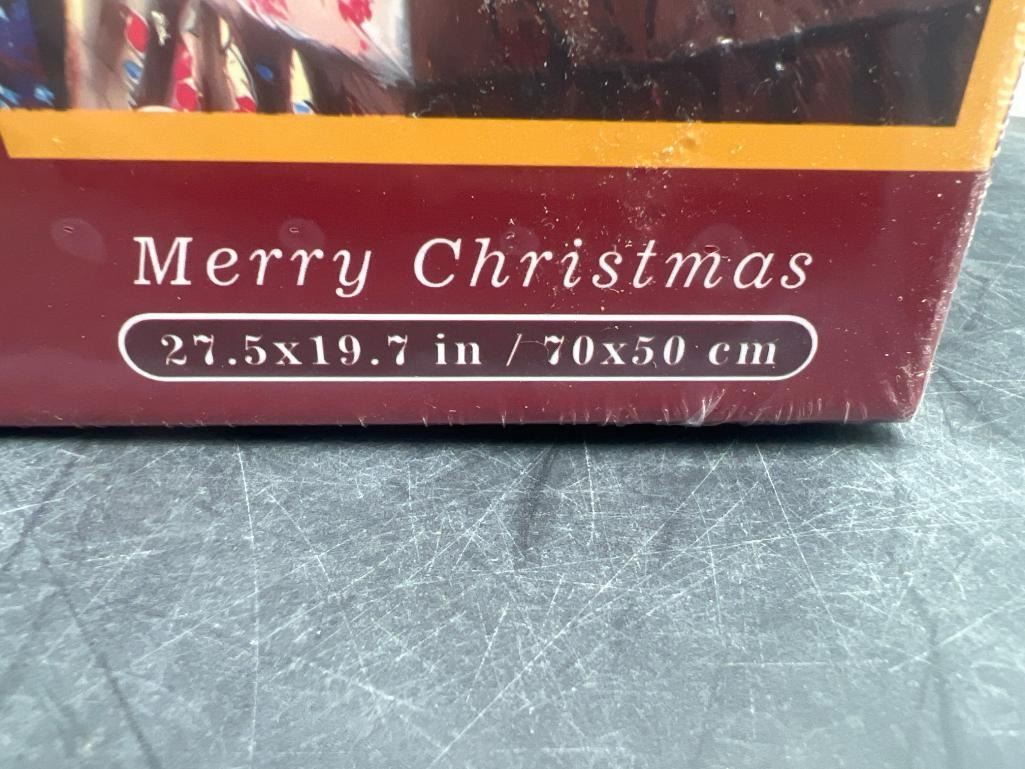 Merry Christmas
27.5x19.7 in / 70x50 cm